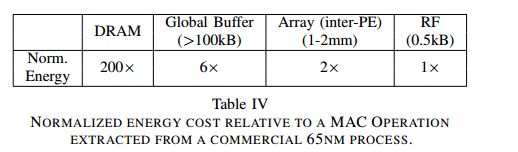 DRAM Global Buffer (>100kB) Array (inter-PE) (1-2mm) RF (0.5kB)
Norm. Energy 200× 6× 2× 1×
Table IV
NORMALIZED ENERGY COST RELATIVE TO A MAC OPERATION
EXTRACTED FROM A COMMERCIAL 65NM PROCESS.